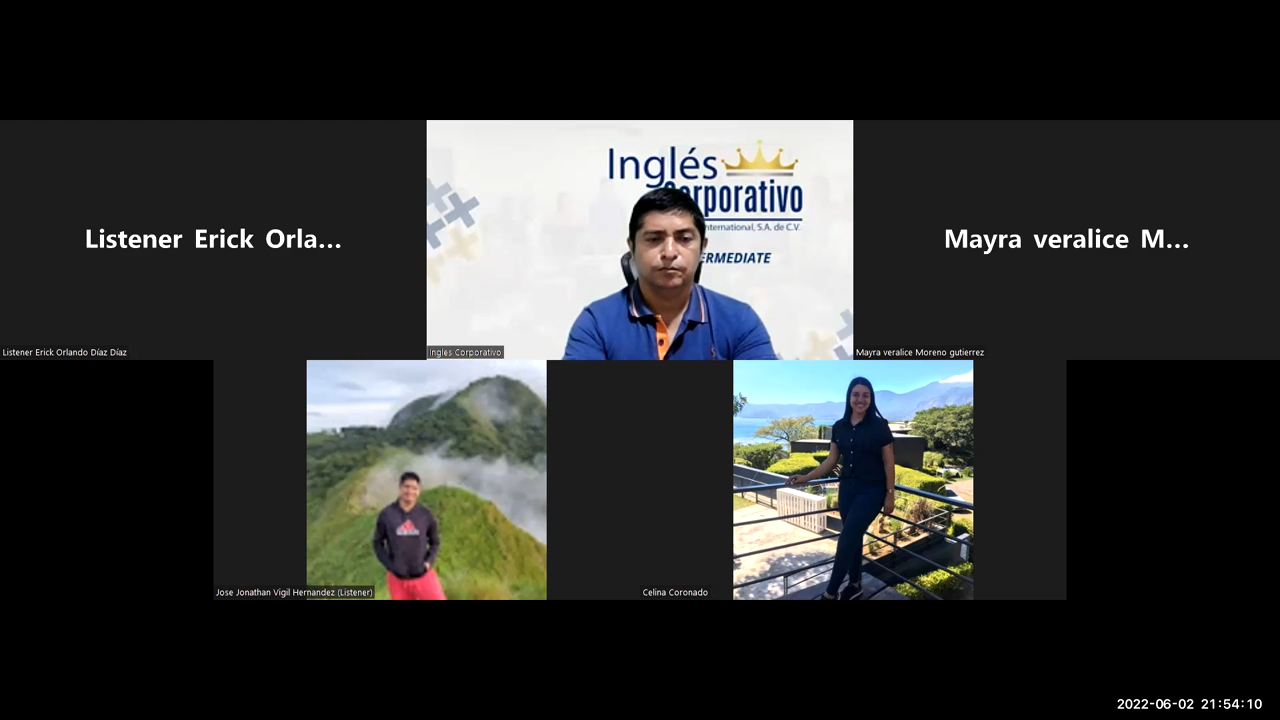 Listener Erick Orla...
Listener Erick Orlando Díaz Díaz
Inglés
Corporativo
International, S.A. de C.V.
ERMEDIATE
Ingles Corporativo
Mayra veralice M...
Mayra veralice Moreno gutierrez
Jose Jonathan Vigil Hernandez (Listener)
Celina Coronado
2022-06-02 21:54:10